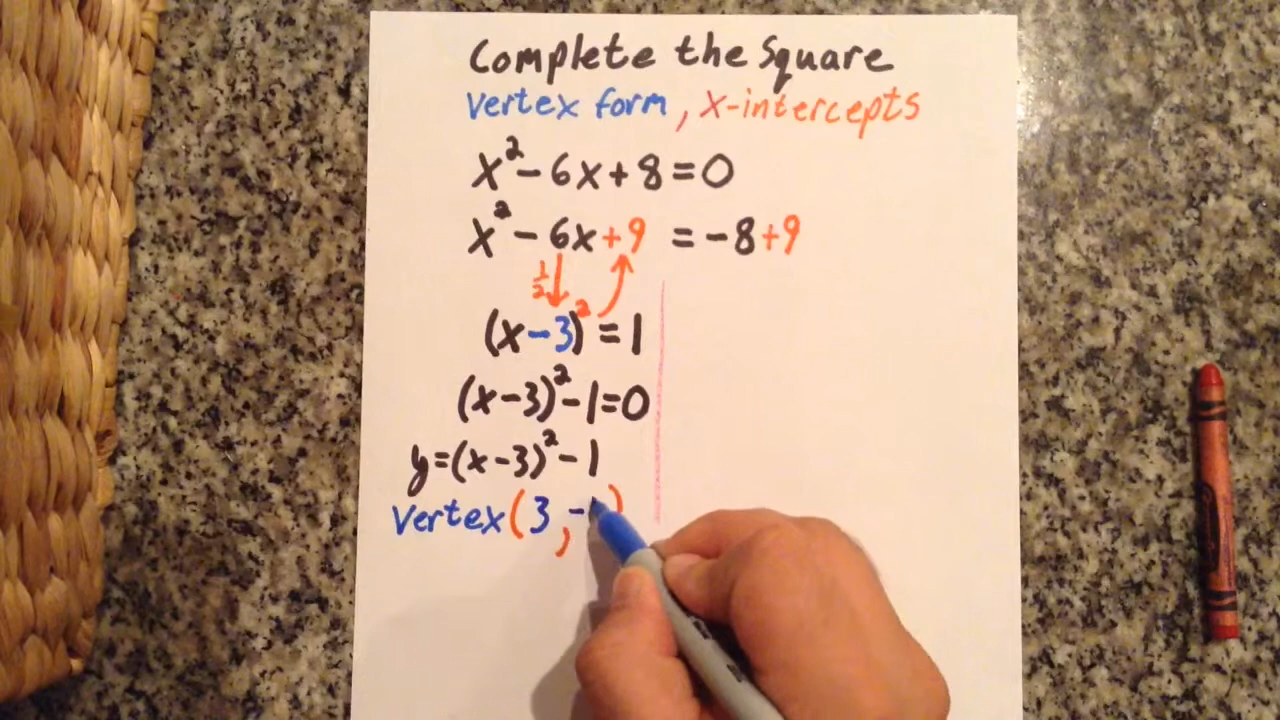 Complete the Square
Vertex form, X-intercepts
x² - 6x + 8 = 0
x² - 6x + 9 = -8 + 9
1/2
(x - 3)² = 1
(x - 3)² - 1 = 0
y = (x - 3)² - 1
Vertex (3, -1)